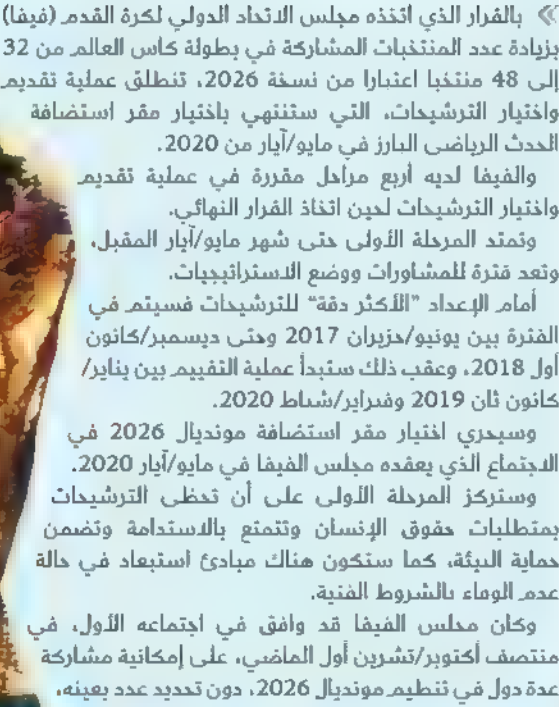 » بالقرار الذي اتخذه مجلس الاتحاد الدولي لكرة القدم (فيفا)
بزيادة عدد المنتخبات المشاركة في بطولة كأس العالم من 32
إلى 48 منتخبا اعتبارا من نسخة 2026، تنطلق عملية تقديم
واختيار الترشيحات، التي ستنتهي باختيار مقر استضافة
الحدث الرياضي البارز في مايو/أيار من 2020.
والفيفا لديه أربع مراحل مقررة في عملية تقديم
واختيار الترشيحات لحين اتخاذ القرار النهائي.
وتمتد المرحلة الأولى حتى شهر مايو/أيار المقبل،
وتعد فترة للمشاورات ووضع الاستراتيجيات.
أمام الإعداد "الأكثر دقة" للترشيحات فسيتم في
الفترة بين يونيو/حزيران 2017 وحتى ديسمبر/كانون
أول 2018، وعقب ذلك ستبدأ عملية التقييم بين يناير/
كانون ثان 2019 وفبراير/شباط 2020.
وسيجري اختيار مقر استضافة مونديال 2026 في
الاجتماع الذي يعقده مجلس الفيفا في مايو/أيار 2020.
وستركز المرحلة الأولى على أن تحظى الترشيحات
بمتطلبات حقوق الإنسان وتتمتع بالاستدامة وتضمن
حماية البيئة، كما ستكون هناك مبادئ استبعاد في حالة
عدم الوفاء بالشروط الفنية.
وكان مجلس الفيفا قد وافق في اجتماعه الأول، في
منتصف أكتوبر/تشرين أول الماضي، على إمكانية مشاركة
عدة دول في تنظيم مونديال 2026، دون تحديد عدد بعينه،